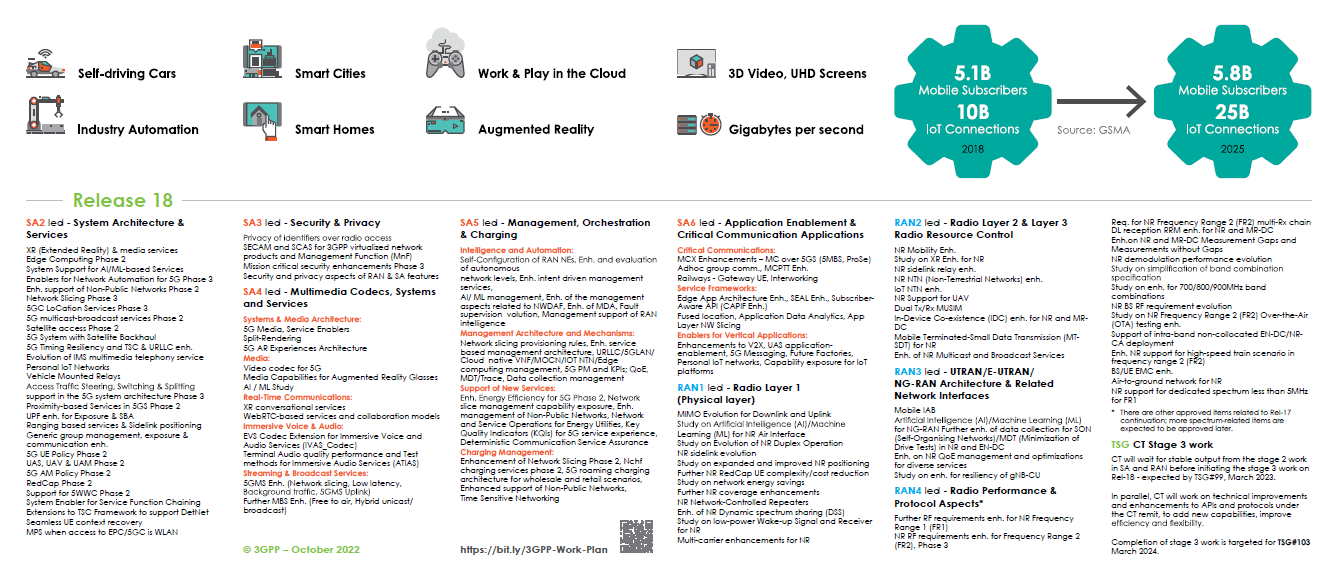 Self-driving Cars
Smart Cities
Work & Play in the Cloud
3D Video, UHD Screens
Industry Automation
Smart Homes
Augmented Reality
Gigabytes per second
5.1B
Mobile Subscribers
10B
IoT Connections
2018
Source: GSMA
5.8B
Mobile Subscribers
25B
IoT Connections
2025
Release 18
SA2 led - System Architecture &
Services
XR (Extended Reality) & media services
Edge Computing Phase 2
System Support for AI/ML-based Services
Enablers for Network Automation for 5G Phase 3
Enh. support of Non-Public Networks Phase 2
Network Slicing Phase 3
5GC LoCation Services Phase 3
5G multicast-broadcast services Phase 2
Satellite access Phase 2
5G System with Satellite Backhaul
5G Timing Resiliency and TSC & URLLC enh.
Evolution of IMS multimedia telephony service
Personal IoT Networks
Vehicle Mounted Relays
Access Traffic Steering, Switching & Splitting
support in the 5G system architecture Phase 3
Proximity-based Services in 5GS Phase 2
UPF enh. for Exposure & SBA
Ranging based services & Sidelink positioning
Generic group management, exposure &
communication enh.
5G UE Policy Phase 2
UAS, UAV & UAM Phase 2
5G AM Policy Phase 2
RedCap Phase 2
Support for 5WWC Phase 2
System Enabler for Service Function Chaining
Extensions to TSC Framework to support DetNet
Seamless UE context recovery
MPS when access to EPC/5GC is WLAN
SA3 led - Security & Privacy
Privacy of identifiers over radio access
SECAM and SCAS for 3GPP virtualized network
products and Management Function (MnF)
Mission critical security enhancements Phase 3
Security and privacy aspects of RAN & SA features
SA4 led - Multimedia Codecs, Systems
and Services
Systems & Media Architecture:
5G Media, Service Enablers
Split-Rendering
5G AR Experiences Architecture
Media:
Video codec for 5G
Media Capabilities for Augmented Reality Glasses
AI / ML Study
Real-Time Communications:
XR conversational services
WebRTC-based services and collaboration models
Immersive Voice & Audio:
EVS Codec Extension for Immersive Voice and
Audio Services (IVAS_Codec)
Terminal Audio quality performance and Test
methods for Immersive Audio Services (ATIAS)
Streaming & Broadcast Services:
5GMS Enh. (Network slicing, Low latency,
Background traffic, 5GMS Uplink)
Further MBS Enh. (Free to air, Hybrid unicast/
broadcast)
© 3GPP – October 2022
SA5 led - Management, Orchestration
& Charging
Intelligence and Automation:
Self-Configuration of RAN NEs, Enh. and evaluation
of autonomous
network levels, Enh. intent driven management
services,
AI/ ML management, Enh. of the management
aspects related to NWDAF, Enh. of MDA, Fault
supervision  volution, Management support of RAN
intelligence
Management Architecture and Mechanisms:
Network slicing provisioning rules, Enh. service
based management architecture, URLLC/5GLAN/
Cloud  native VNF/MOCN/IOT NTN/Edge
computing management, 5G PM and KPIs; QoE,
MDT/Trace, Data collection management
Support of New Services:
Enh. Energy Efficiency for 5G Phase 2, Network
slice management capability exposure, Enh.
management of Non-Public Networks, Network
and Service Operations for Energy Utilities, Key
Quality Indicators (KQIs) for 5G service experience,
Deterministic Communication Service Assurance
Charging Management:
Enhancement of Network Slicing Phase 2, Nchf
charging services phase 2, 5G roaming charging
architecture for wholesale and retail scenarios,
Enhanced support of Non-Public Networks,
Time Sensitive Networking
https://bit.ly/3GPP-Work-Plan
SA6 led - Application Enablement &
Critical Communication Applications
Critical Communications:
MCX Enhancements – MC over 5GS (5MBS, ProSe)
Adhoc group comm., MCPTT Enh.
Railways - Gateway UE, Interworking
Service Frameworks:
Edge App Architecture Enh., SEAL Enh., Subscriber-
Aware API (CAPIF Enh.)
Fused location, Application Data Analytics, App
Layer NW Slicing
Enablers for Vertical Applications:
Enhancements to V2X, UAS application-
enablement, 5G Messaging, Future Factories,
Personal IoT networks, Capability exposure for IoT
platforms
RAN1 led - Radio Layer 1
(Physical layer)
MIMO Evolution for Downlink and Uplink
Study on Artificial Intelligence (AI)/Machine
Learning (ML) for NR Air Interface
Study on Evolution of NR Duplex Operation
NR sidelink evolution
Study on expanded and improved NR positioning
Further NR RedCap UE complexity/cost reduction
Study on network energy savings
Further NR coverage enhancements
NR Network-Controlled Repeaters
Enh. of NR Dynamic spectrum sharing (DSS)
Study on low-power Wake-up Signal and Receiver
for NR
Multi-carrier enhancements for NR
RAN2 led - Radio Layer 2 & Layer 3
Radio Resource Control
NR Mobility Enh.
Study on XR Enh. for NR
NR sidelink relay enh.
NR NTN (Non-Terrestrial Networks) enh.
IoT NTN enh.
NR Support for UAV
Dual Tx/Rx MUSIM
In-Device Co-existence (IDC) enh. for NR and MR-
DC
Mobile Terminated-Small Data Transmission (MT-
SDT) for NR
Enh. of NR Multicast and Broadcast Services
RAN3 led - UTRAN/E-UTRAN/
NG-RAN Architecture & Related
Network Interfaces
Mobile IAB
Artificial Intelligence (AI)/Machine Learning (ML)
for NG-RAN Further enh. of data collection for SON
(Self-Organising Networks)/MDT (Minimization of
Drive Tests) in NR and EN-DC
Enh. on NR QoE management and optimizations
for diverse services
Study on enh. for resiliency of gNB-CU
RAN4 led - Radio Performance &
Protocol Aspects*
Further RF requirements enh. for NR Frequency
Range 1 (FR1)
NR RF requirements enh. for Frequency Range 2
(FR2), Phase 3
Req. for NR Frequency Range 2 (FR2) multi-Rx chain
DL reception RRM enh. for NR and MR-DC
Enh.on NR and MR-DC Measurement Gaps and
Measurements without Gaps
NR demodulation performance evolution
Study on simplification of band combination
specification
Study on enh. for 700/800/900MHz band
combinations
NR BS RF requirement evolution
Study on NR Frequency Range 2 (FR2) Over-the-Air
(OTA) testing enh.
Support of intra-band non-collocated EN-DC/NR-
CA deployment
Enh. NR support for high-speed train scenario in
frequency range 2 (FR2)
BS/UE EMC enh.
Air-to-ground network for NR
NR support for dedicated spectrum less than 5MHz
for FR1
* There are other approved items related to Rel-17
continuation; more spectrum-related items are
expected to be approved later.
TSG CT Stage 3 work
CT will wait for stable output from the stage 2 work
in SA and RAN before initiating the stage 3 work on
Rel-18 - expected by TSG#99, March 2023.
In parallel, CT will work on technical improvements
and enhancements to APIs and protocols under
the CT remit, to add new capabilities, improve
efficiency and flexibility.
Completion of stage 3 work is targeted for TSG#103
March 2024.